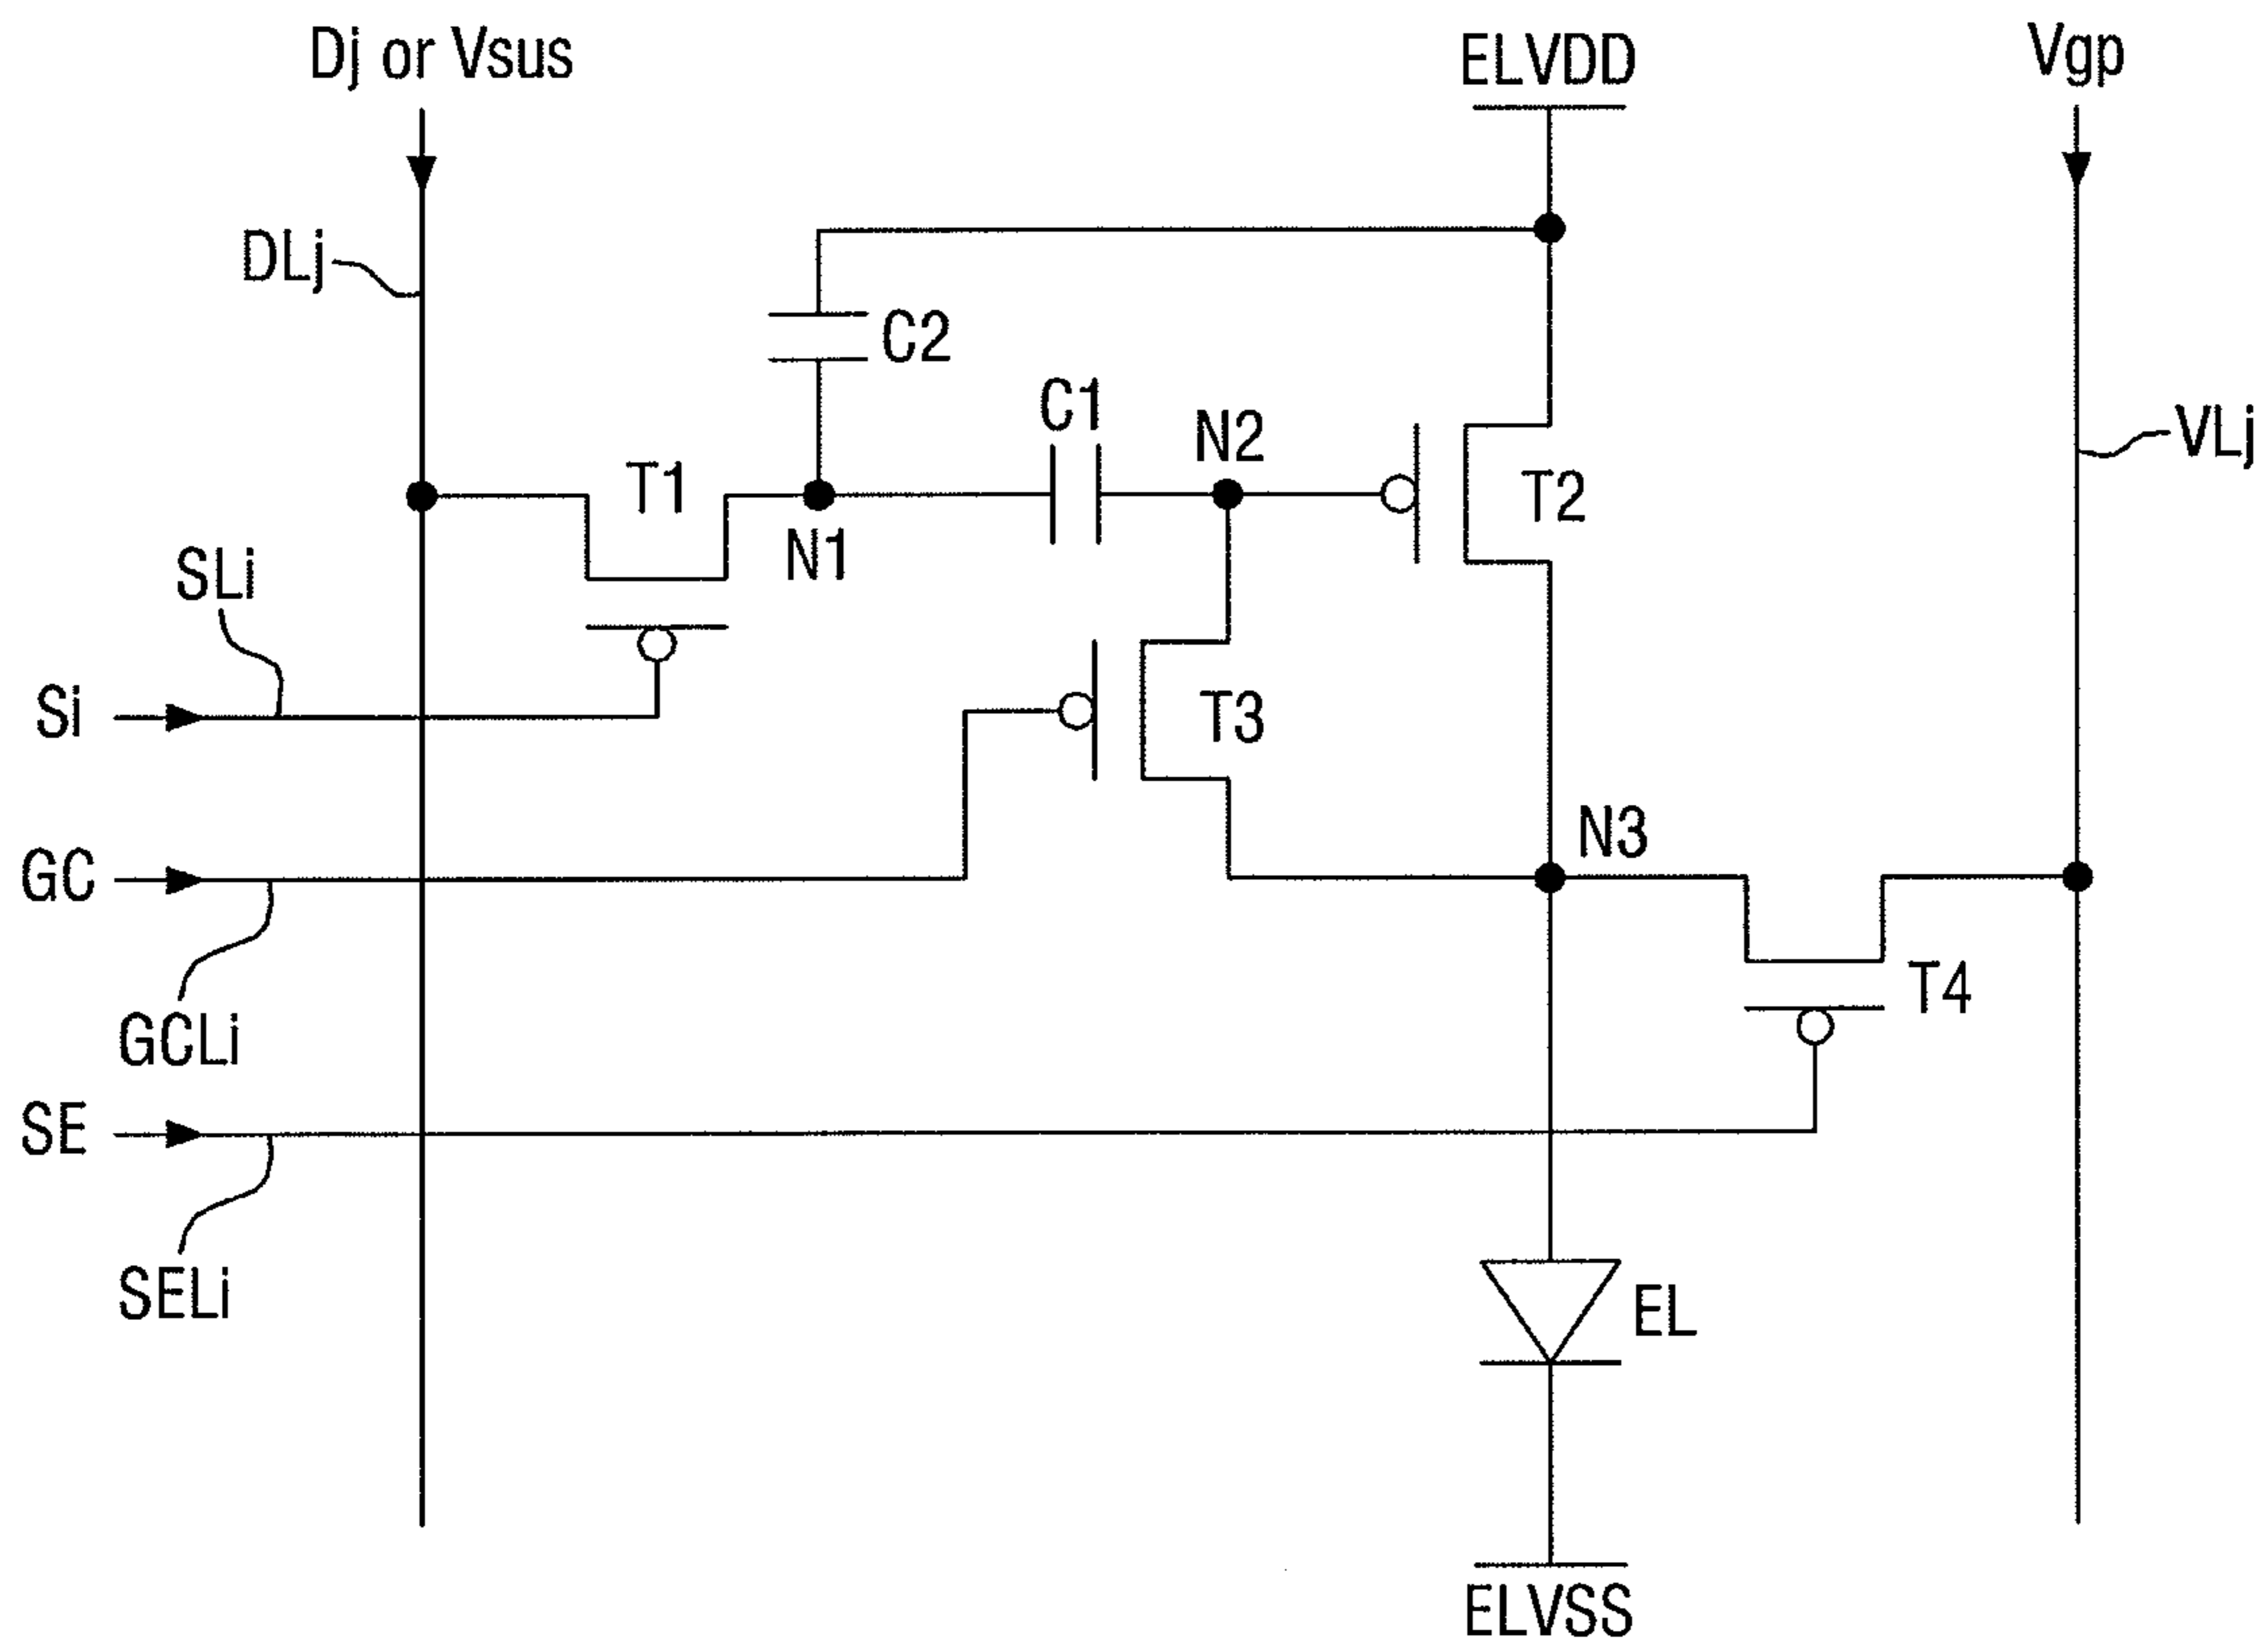 Dj or Vsus
ELVDD
Vgp
DLj
C2
C1
N2
VLj
T1
T2
N1
SLi
Si
T3
N3
GC
T4
GCLi
SE
SELi
EL
ELVSS